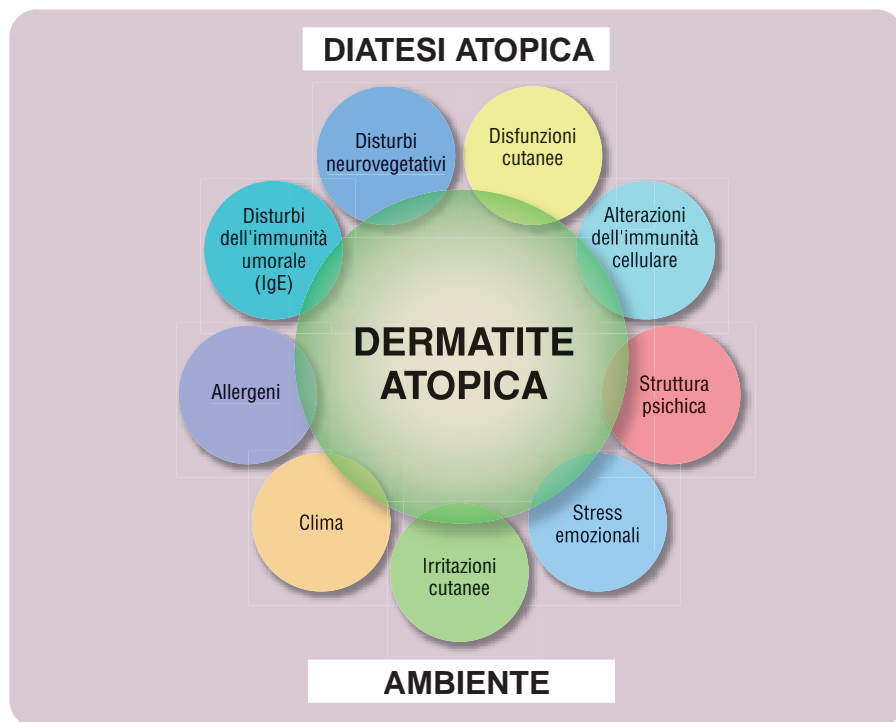 DIATESI ATOPICA
Disturbi
neurovegetativi
Disfunzioni
cutanee
Disturbi
dell'immunità
umorale
(IgE)
Alterazioni
dell'immunità
cellulare
DERMATITE
ATOPICA
Allergeni
Struttura
psichica
Clima
Stress
emozionali
Irritazioni
cutanee
AMBIENTE